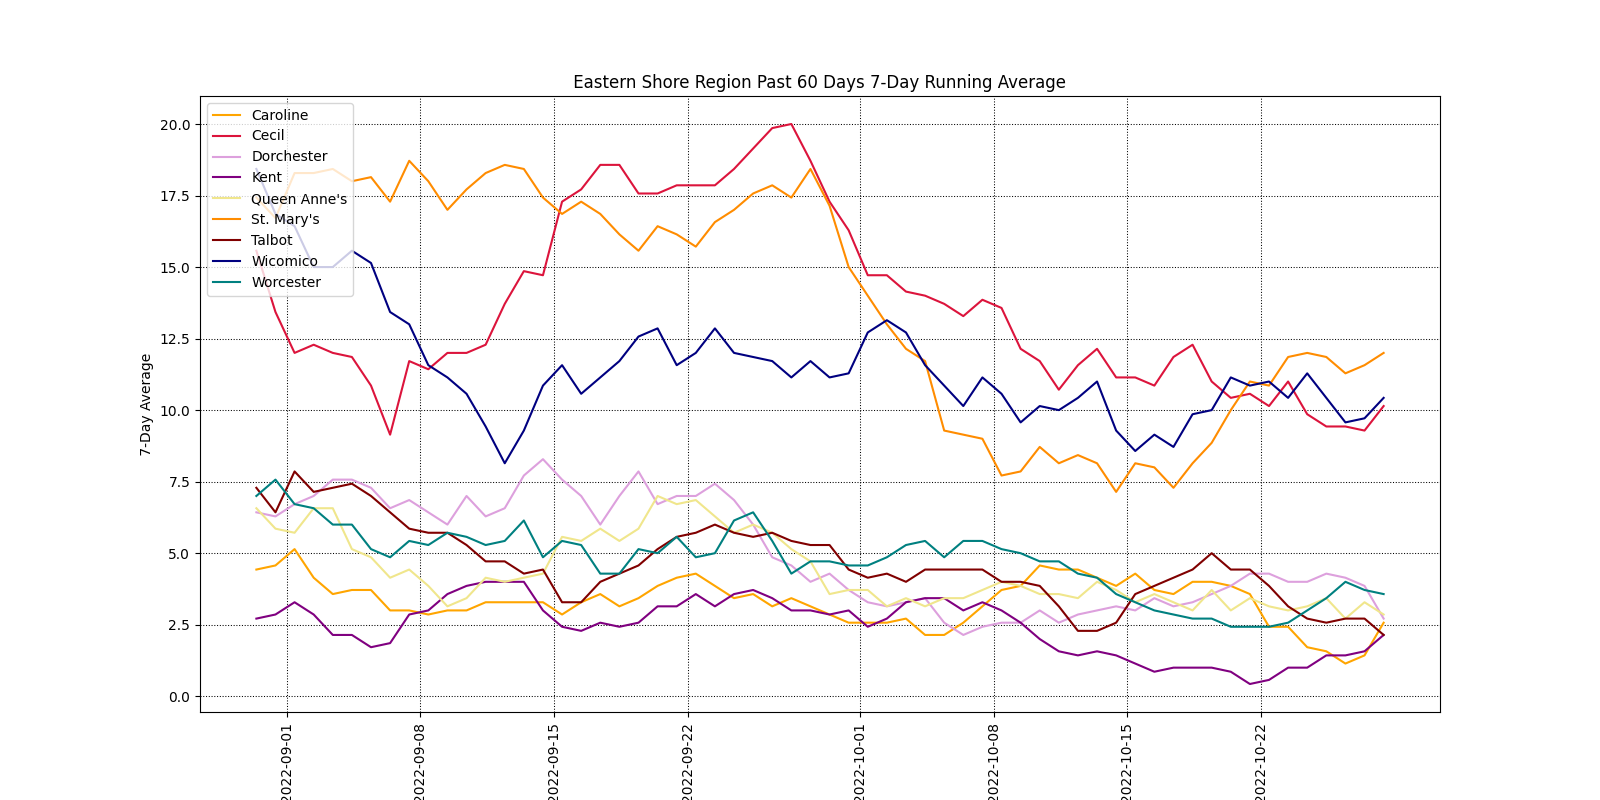 Eastern Shore Region Past 60 Days 7-Day Running Average
Caroline
Cecil
Dorchester
Kent
Queen Anne's
St. Mary's
Talbot
Wicomico
Worcester
20.0
17.5
15.0
12.5
10.0
7.5
5.0
2.5
0.0
7-Day Average
2022-09-01
2022-09-08
2022-09-15
2022-09-22
2022-10-01
2022-10-08
2022-10-15
2022-10-22